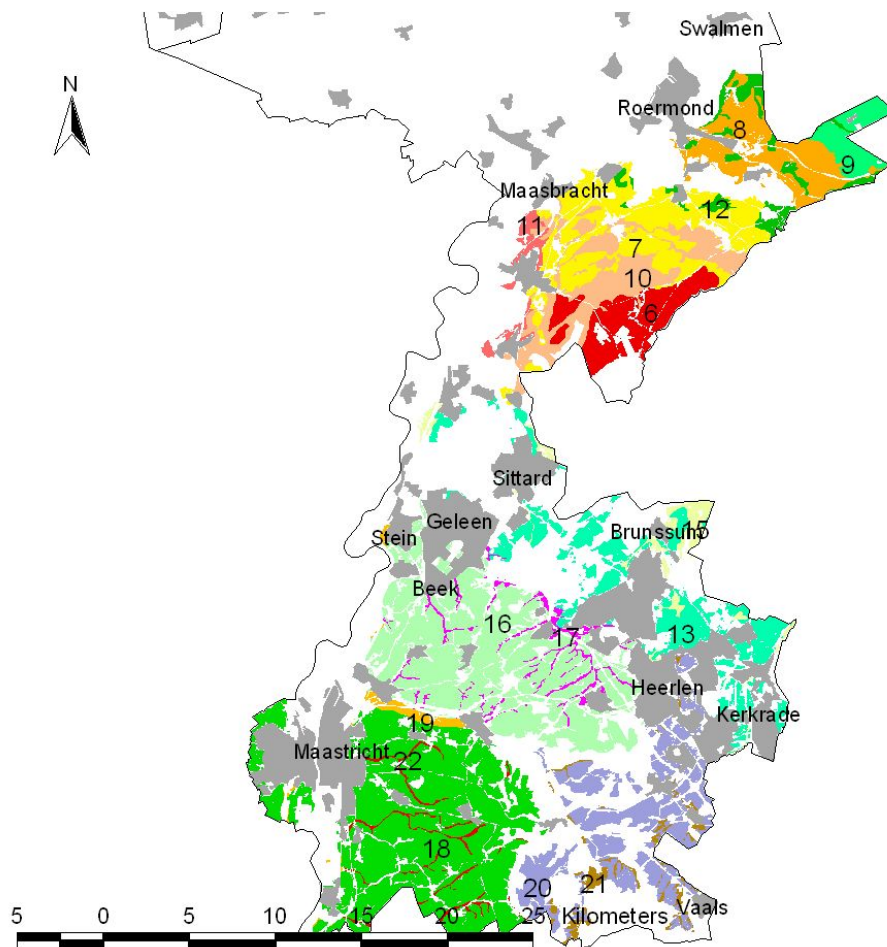 Swalmen
N
Roermond
8
9
Maasbracht
12
11
7
10
6
Sittard
Geleen
Stein
Brunssum
15
Beek
16
17
13
Heerlen
Kerkrade
19
Maastricht
22
18
20
21
Vaals
5 0 5 10 15 20 25
Kilometers